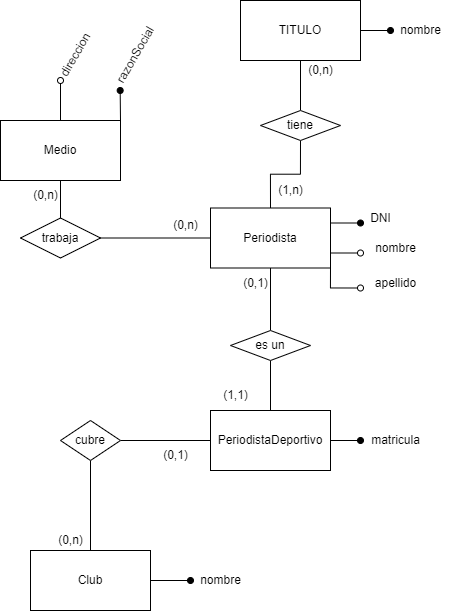 TITULO
nombre
(0,n)
direccion
razonSocial
tiene
Medio
(0,n)
(1,n)
trabaja
(0,n)
Periodista
DNI
nombre
apellido
(0,1)
es un
(1,1)
PeriodistaDeportivo
matricula
cubre
(0,1)
(0,n)
Club
nombre